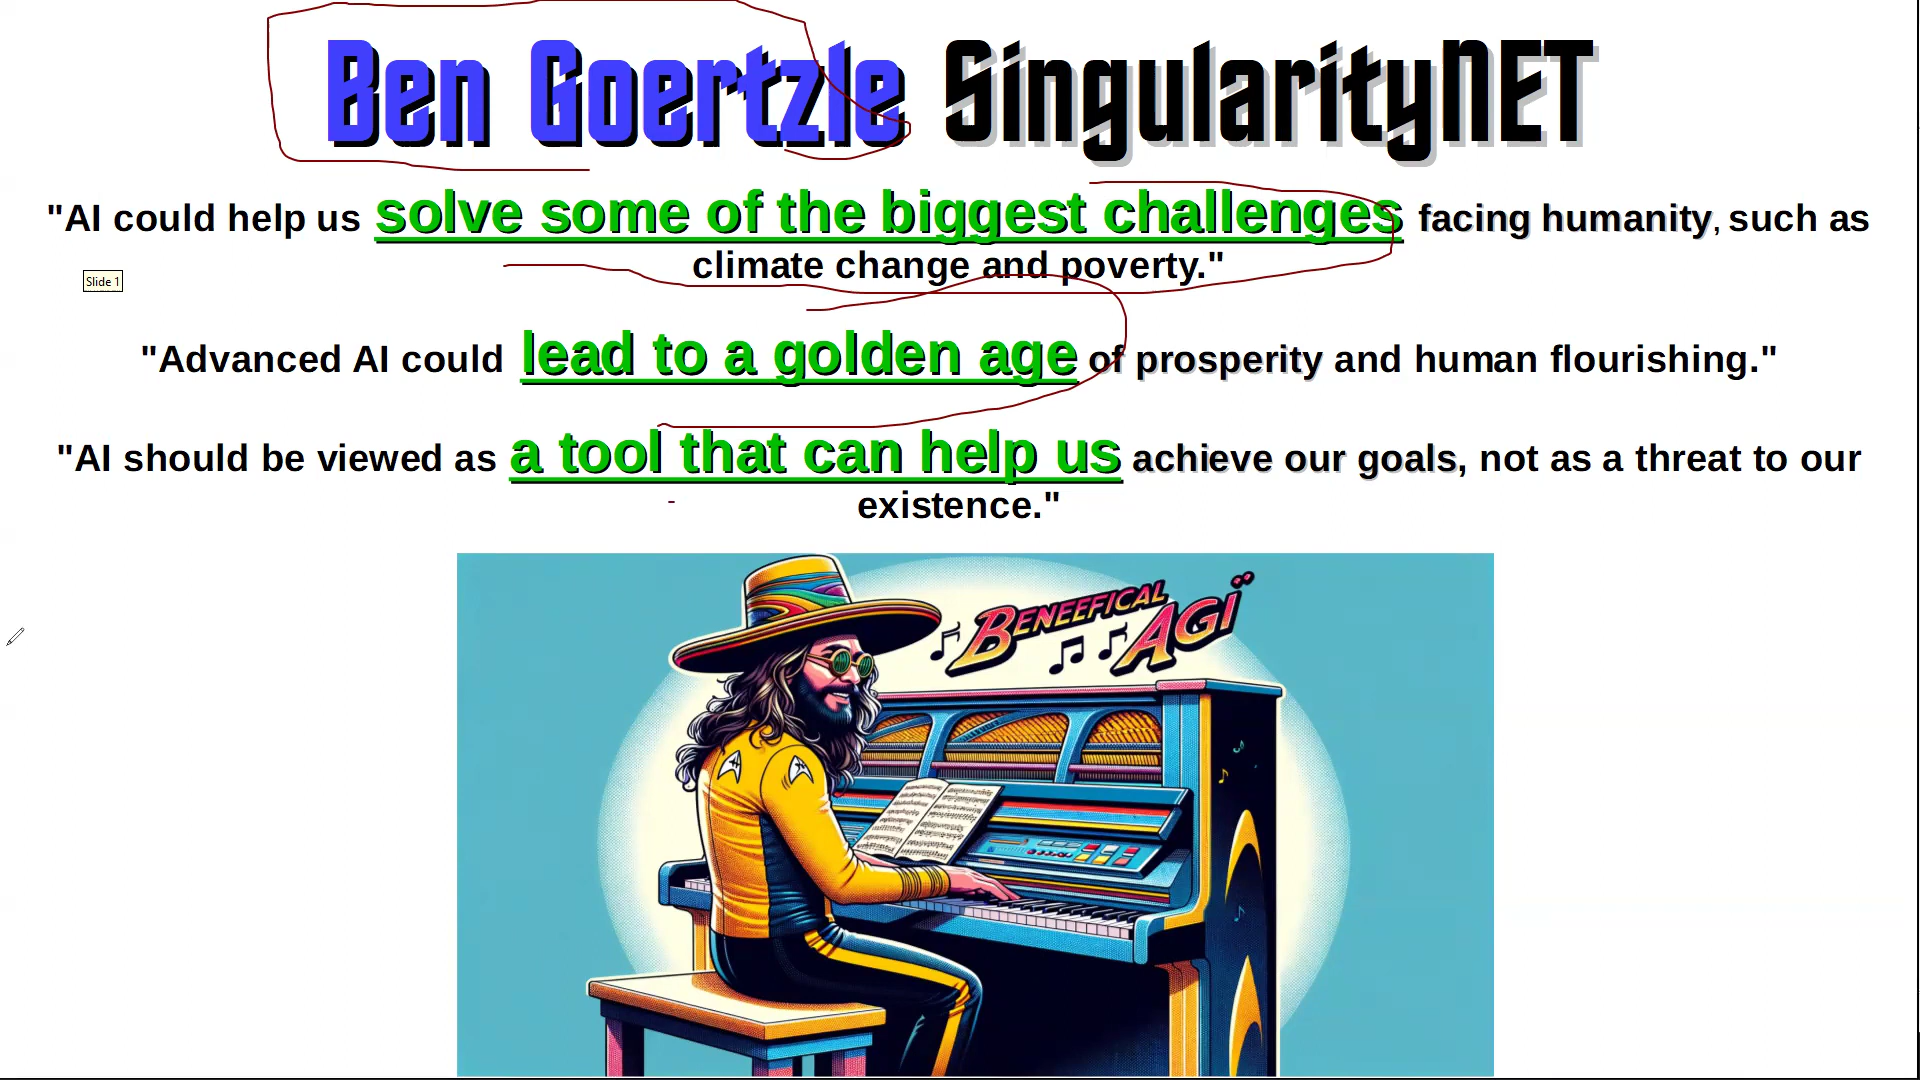 Ben Goertzle SingularityNET
"AI could help us solve some of the biggest challenges facing humanity, such as
climate change and poverty."
Slide 1
"Advanced AI could lead to a golden age of prosperity and human flourishing."
"AI should be viewed as a tool that can help us achieve our goals, not as a threat to our
existence."
BENEEFICAL
AGI